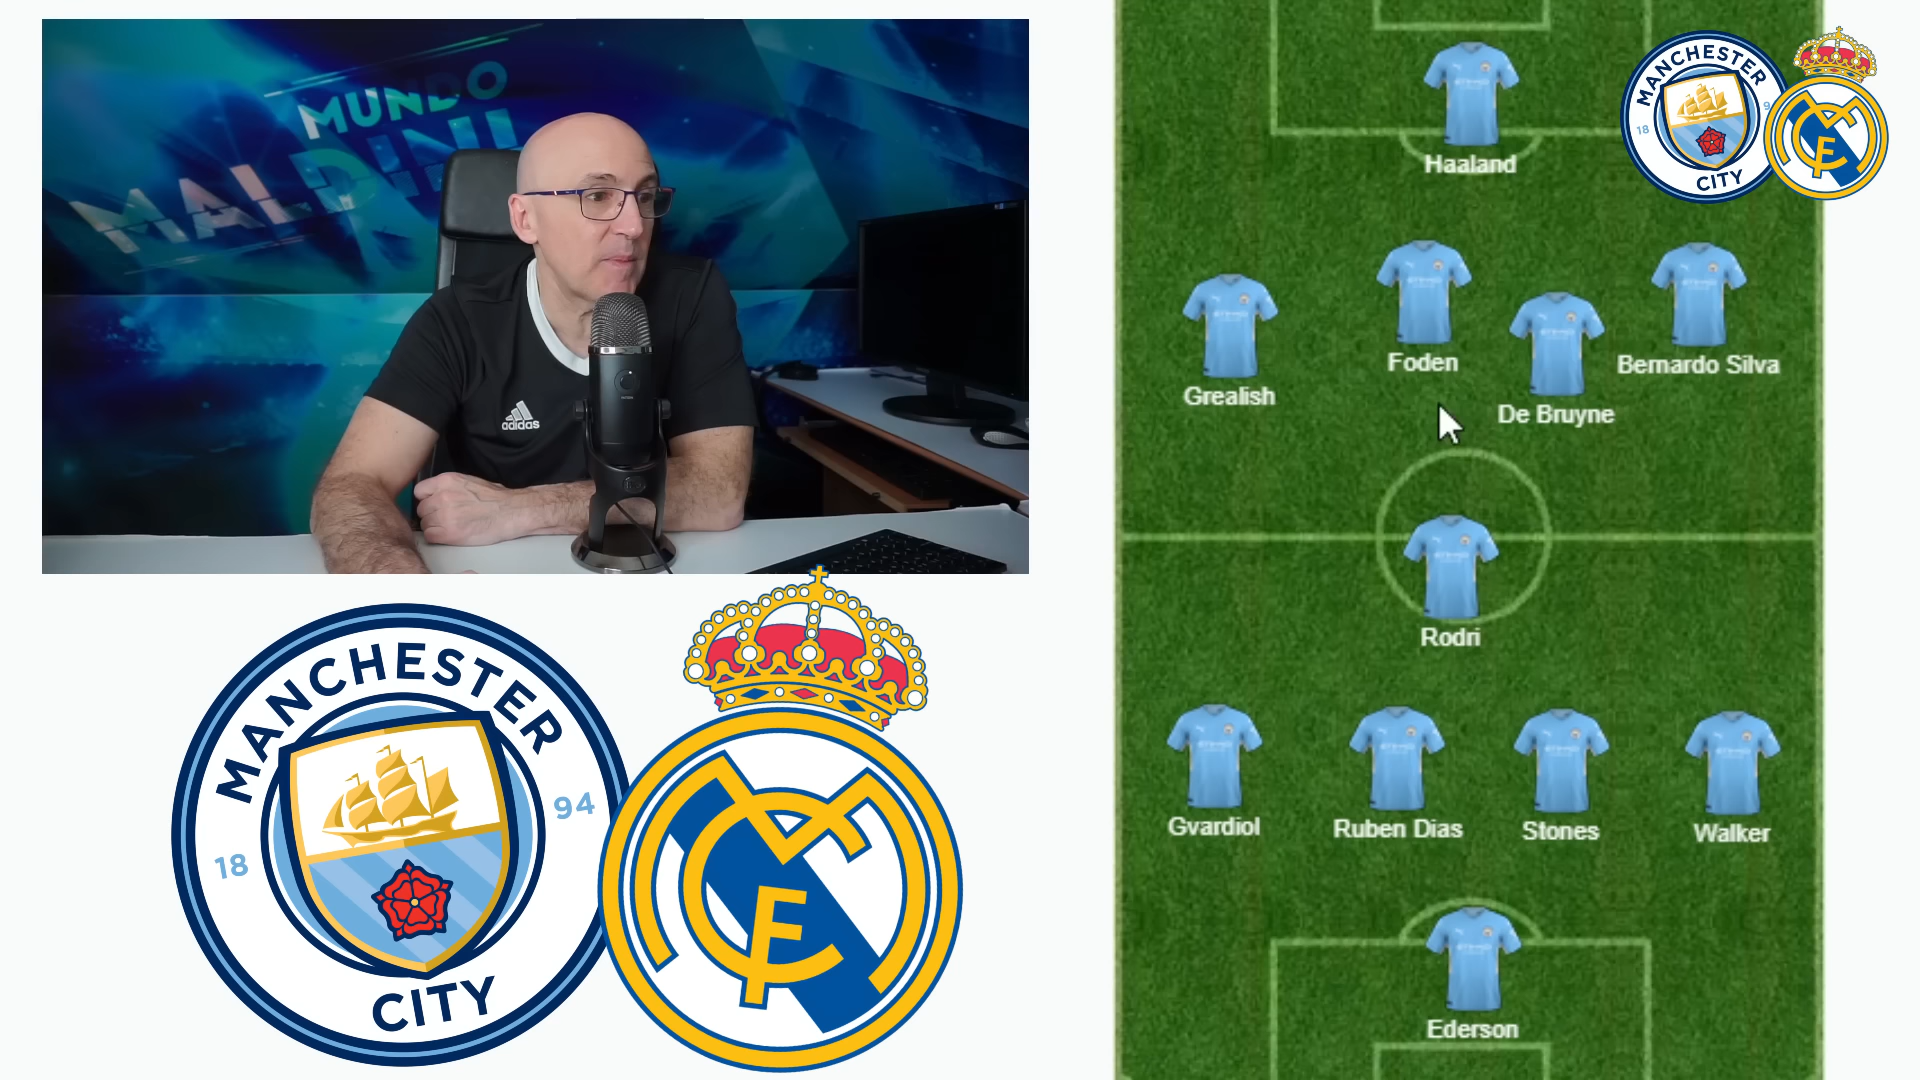 MUNDO
MALDINI
adidas
MANCHESTER
18 94
CITY
MANCHESTER
18 9
CITY
Haaland
Foden
Bernardo Silva
Grealish
De Bruyne
Rodri
Gvardiol
Ruben Dias
Stones
Walker
Ederson